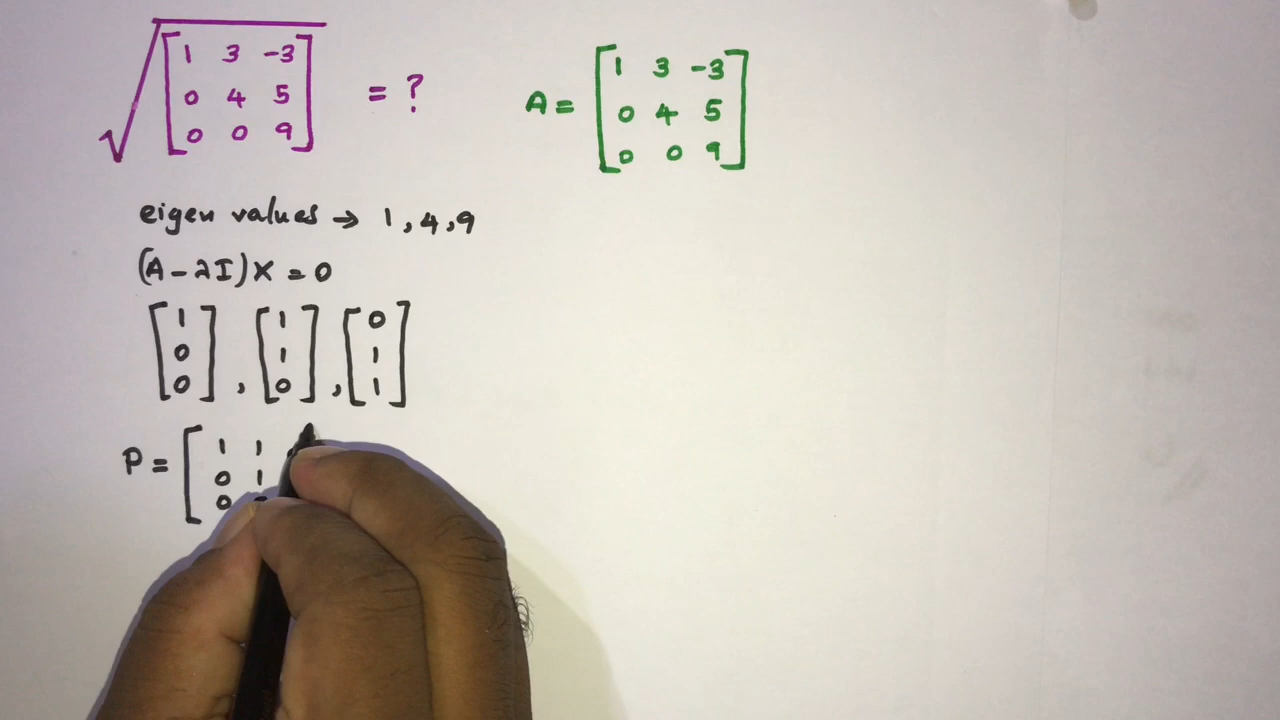 √[1 3 -3
0 4 5
0 0 9] = ?
A = [1 3 -3
0 4 5
0 0 9]
eigen values → 1, 4, 9
(A - λI)X = 0
[1
0
0], [1
1
0], [0
1
1]
P = [1 1
0 1
0